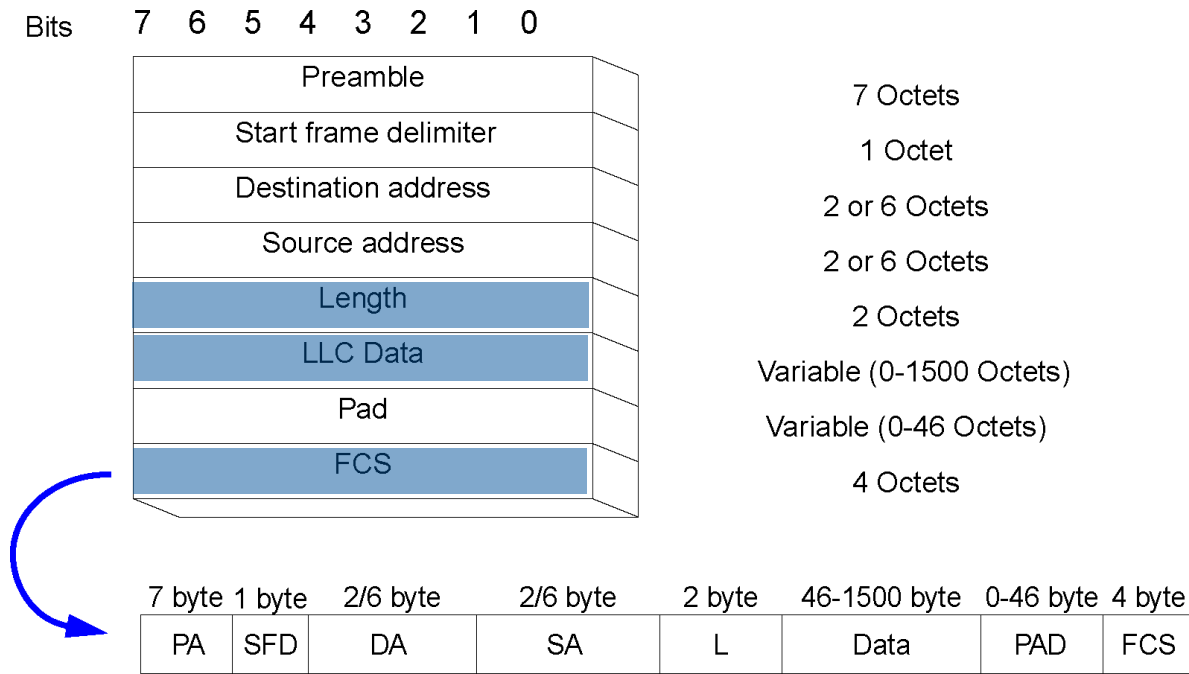 Bits 7 6 5 4 3 2 1 0
Preamble 7 Octets
Start frame delimiter 1 Octet
Destination address 2 or 6 Octets
Source address 2 or 6 Octets
Length 2 Octets
LLC Data Variable (0-1500 Octets)
Pad Variable (0-46 Octets)
FCS 4 Octets
7 byte 1 byte 2/6 byte 2/6 byte 2 byte 46-1500 byte 0-46 byte 4 byte
PA SFD DA SA L Data PAD FCS